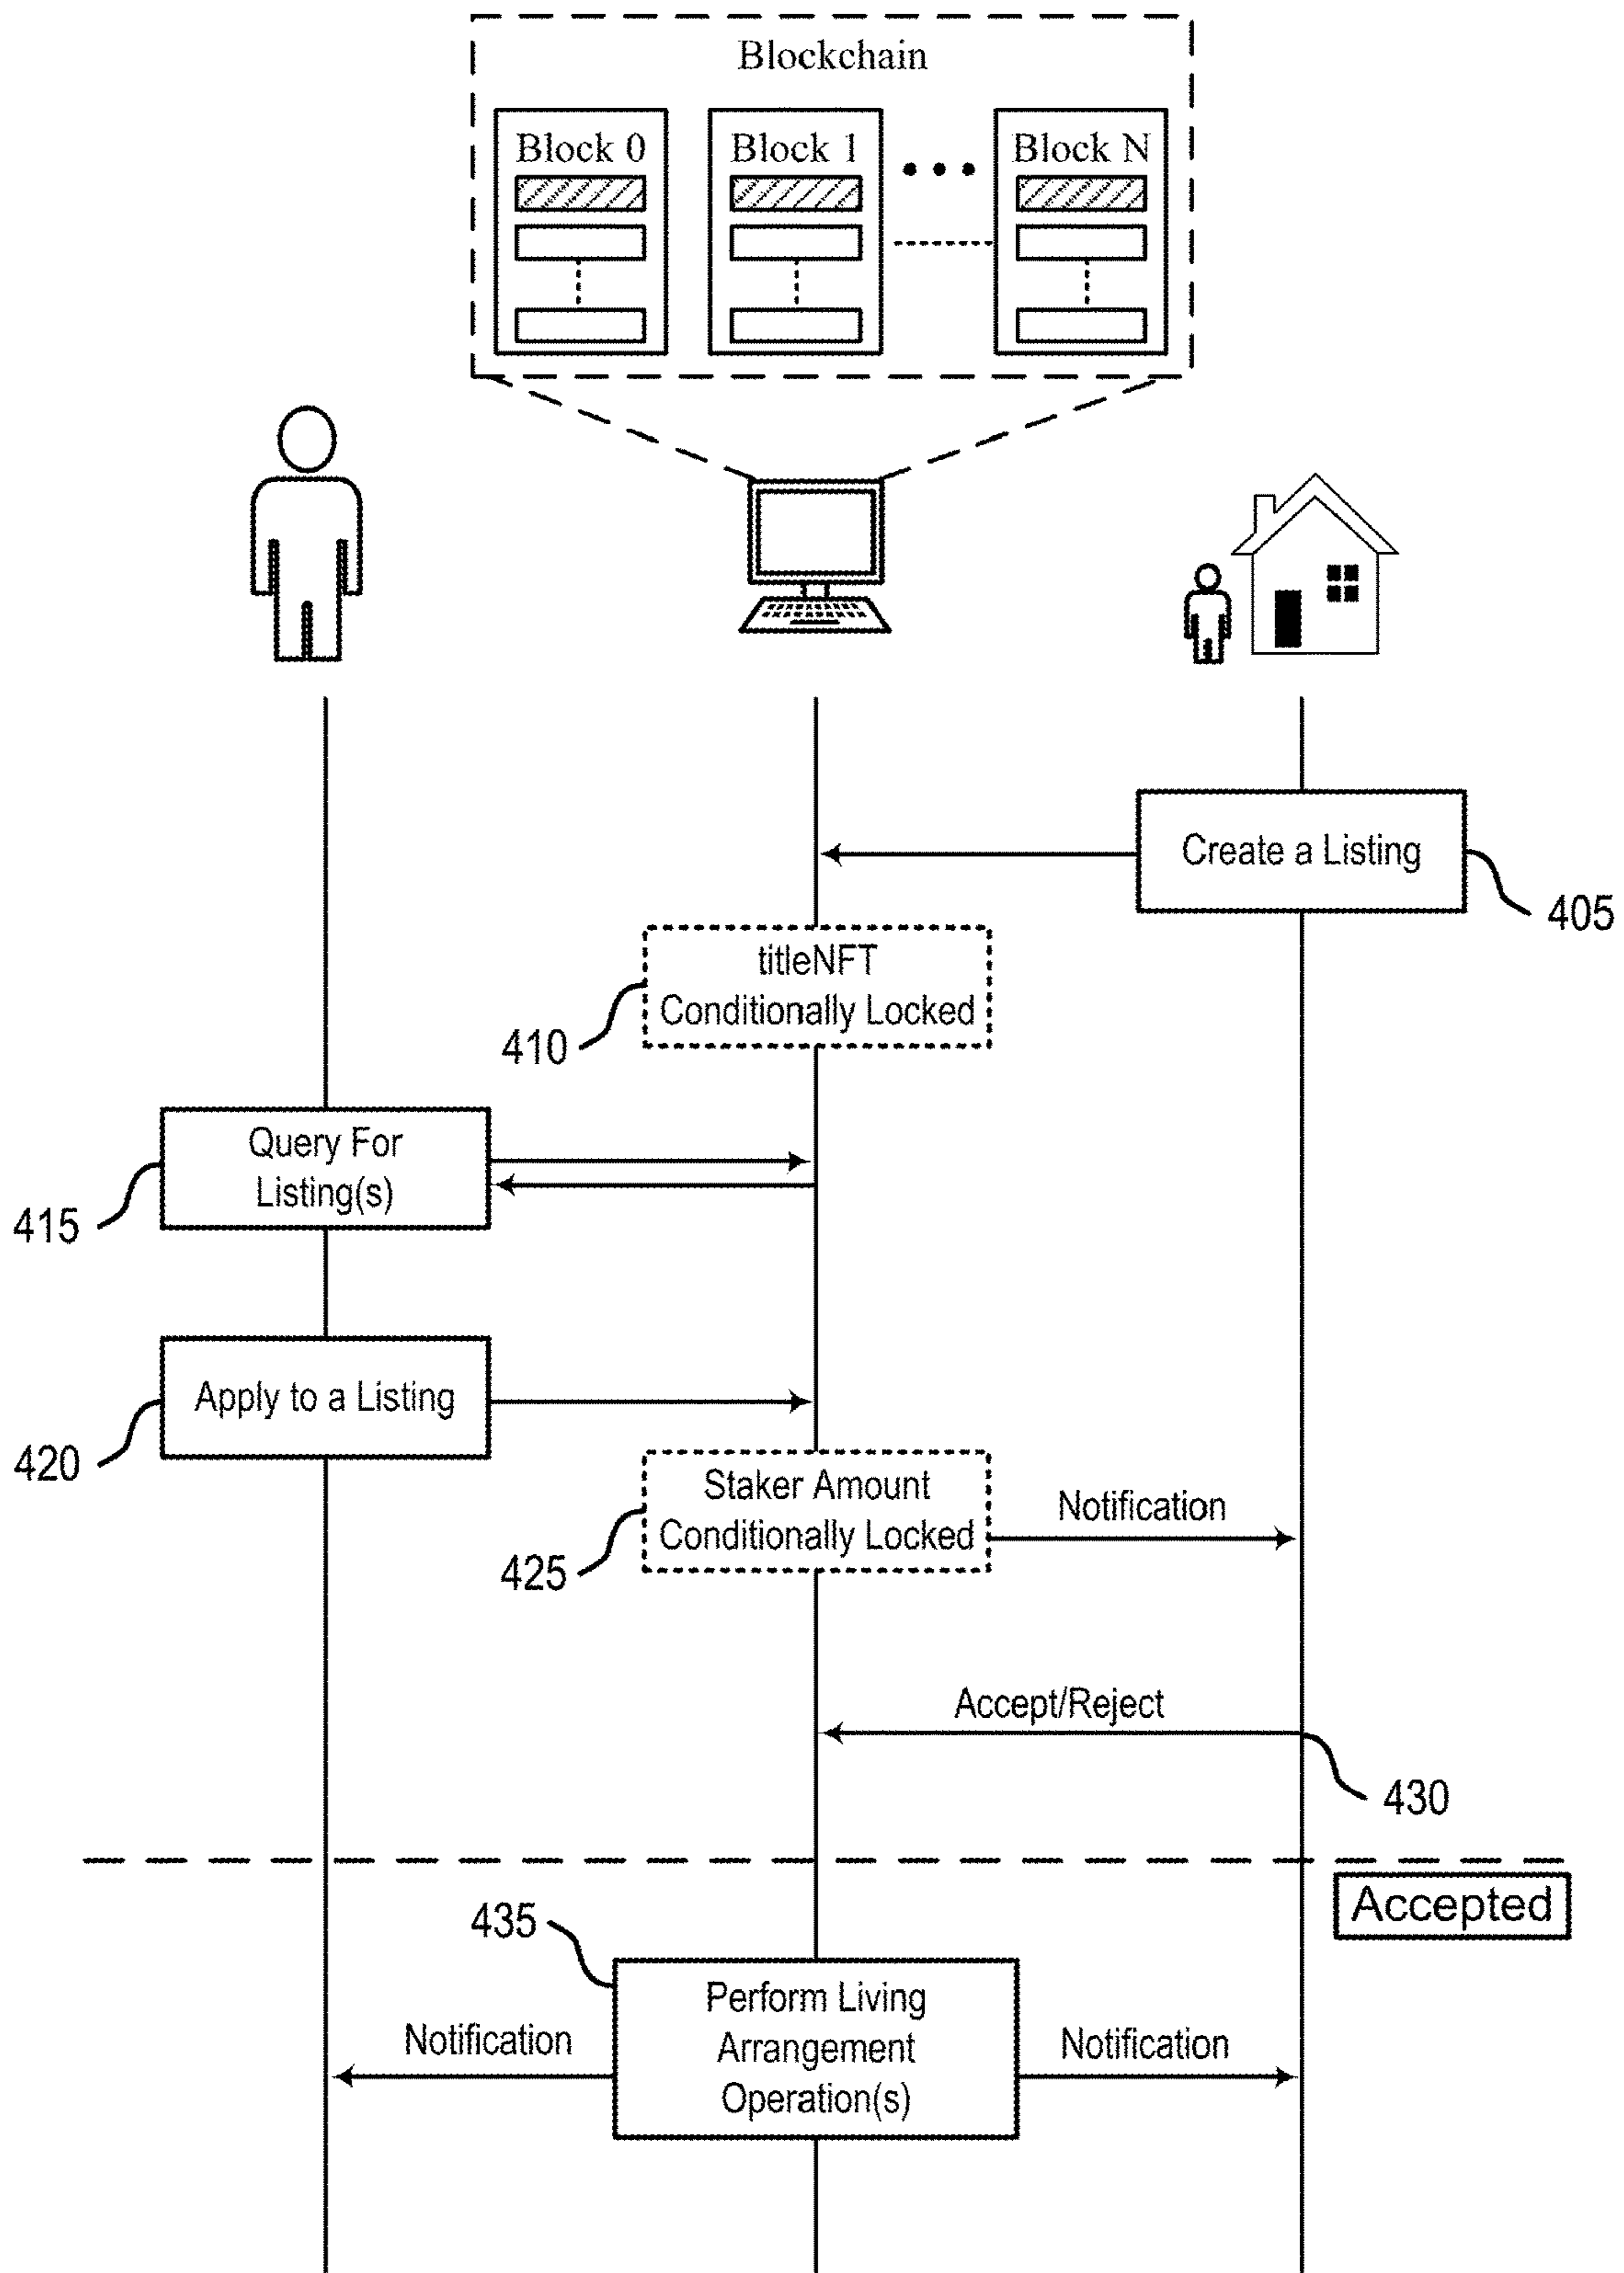 Blockchain
Block 0
Block 1
Block N
Create a Listing
405
titleNFT
Conditionally Locked
410
Query For
Listing(s)
415
Apply to a Listing
420
Staker Amount
Conditionally Locked
425
Notification
Accept/Reject
430
Accepted
435
Perform Living
Arrangement
Operation(s)
Notification
Notification